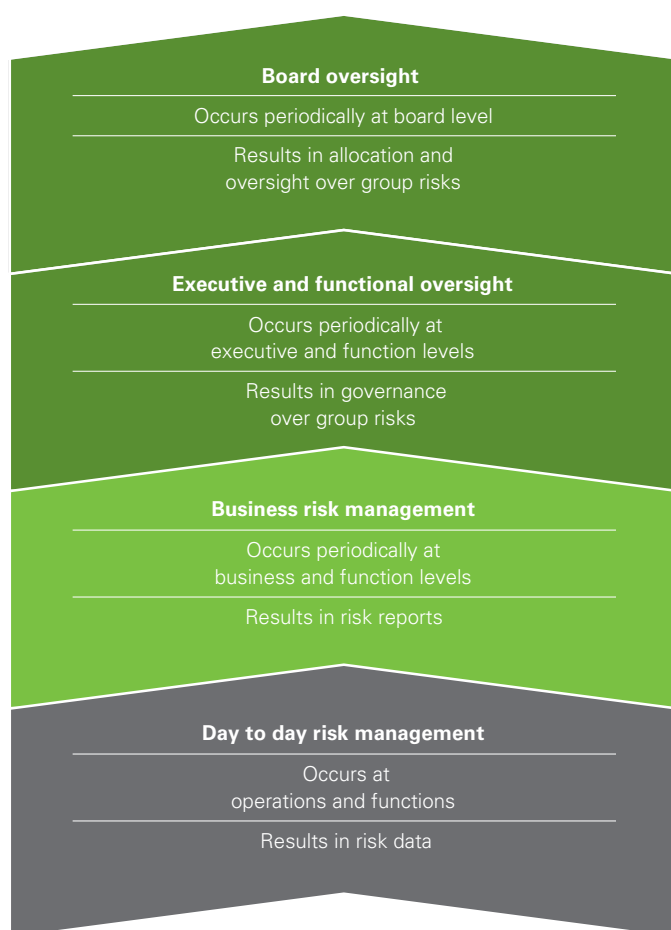 Board oversight
Occurs periodically at board level
Results in allocation and
oversight over group risks
Executive and functional oversight
Occurs periodically at
executive and function levels
Results in governance
over group risks
Business risk management
Occurs periodically at
business and function levels
Results in risk reports
Day to day risk management
Occurs at
operations and functions
Results in risk data